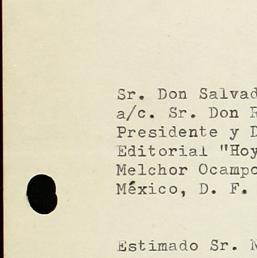 Sr. Don Salvad
a/c. Sr. Don R
Presidente y D
Editorial "Hoy
Melchor Ocampo
México, D. F.
Estimado Sr. N